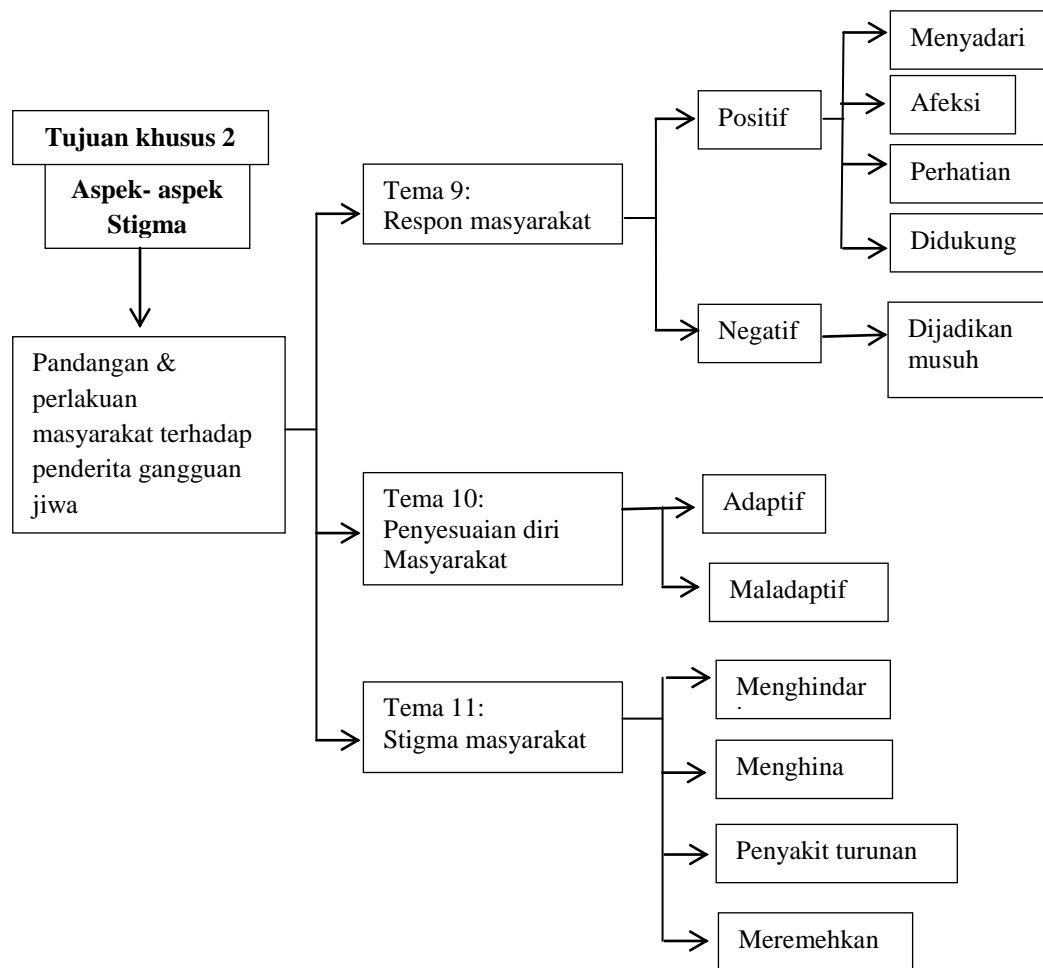 Tujuan khusus 2
Aspek- aspek
Stigma
Pandangan &
perlakuan
masyarakat terhadap
penderita gangguan
jiwa
Tema 9:
Respon masyarakat
Positif
Menyadari
Afeksi
Perhatian
Didukung
Negatif
Dijadikan
musuh
Tema 10:
Penyesuaian diri
Masyarakat
Adaptif
Maladaptif
Tema 11:
Stigma masyarakat
Menghindar
Menghina
Penyakit turunan
Meremehkan